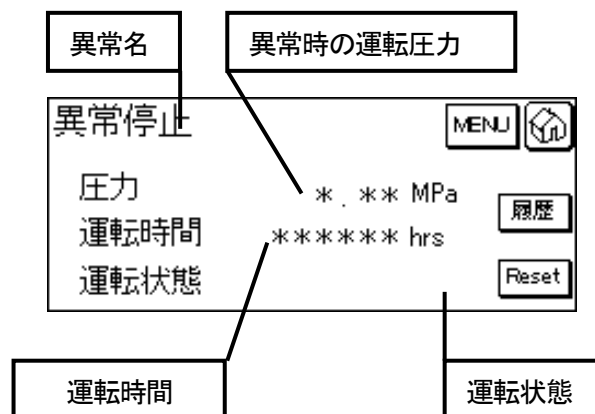 異常名
異常時の運転圧力
異常停止
MENU
圧力
*.** MPa
履歴
運転時間
****** hrs
運転状態
Reset
運転時間
運転状態